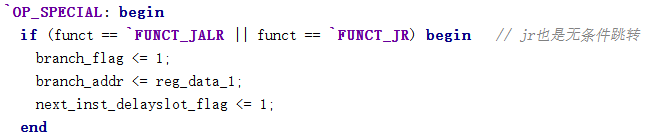 `OP_SPECIAL: begin
if (funct == `FUNCT_JALR || funct == `FUNCT_JR) begin // jr也是无条件跳转
branch_flag <= 1;
branch_addr <= reg_data_1;
next_inst_delayslot_flag <= 1;
end